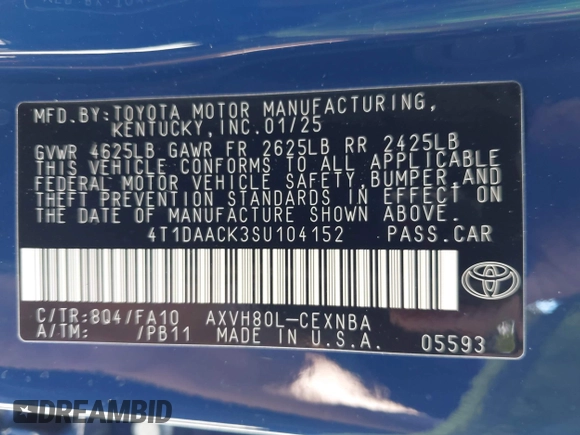 MFD.BY:TOYOTA MOTOR MANUFACTURING,
KENTUCKY,INC.01/25
GVWR 4625LB GAWR FR 2625LB RR 2425LB
THIS VEHICLE CONFORMS TO ALL APPLICABLE
FEDERAL MOTOR VEHICLE SAFETY,BUMPER,AND
THEFT PREVENTION STANDARDS IN EFFECT ON
THE DATE OF MANUFACTURE SHOWN ABOVE.
4T1DAACK3SU104152 PASS.CAR
C/TR:8Q4/FA10 AXVH80L-CEXNBA
A/TM: /PB11 MADE IN U.S.A. 05593
TOYOTA
DREAMBID